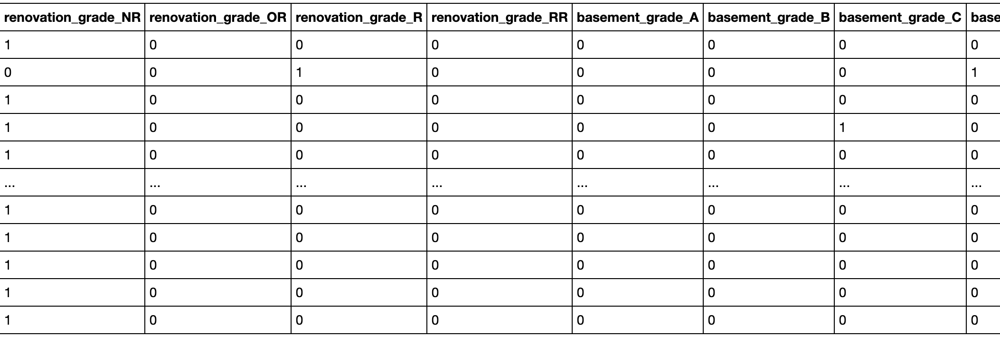 renovation_grade_NR renovation_grade_OR renovation_grade_R renovation_grade_RR basement_grade_A basement_grade_B basement_grade_C base
1 0 0 0 0 0 0 0
0 0 1 0 0 0 0 1
1 0 0 0 0 0 0 0
1 0 0 0 0 0 1 0
1 0 0 0 0 0 0 0
... ... ... ... ... ... ... ...
1 0 0 0 0 0 0 0
1 0 0 0 0 0 0 0
1 0 0 0 0 0 0 0
1 0 0 0 0 0 0 0
1 0 0 0 0 0 0 0